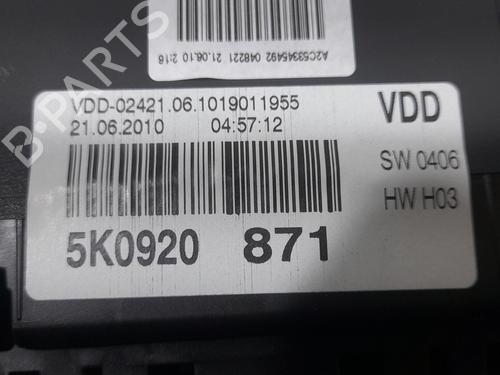 B-PARTS
A2C53345492 048221 21.06.10 2:16
VDD-02421.06.1019011955
VDD
21.06.2010 04:57:12
SW 0406
HW H03
5K0920 871